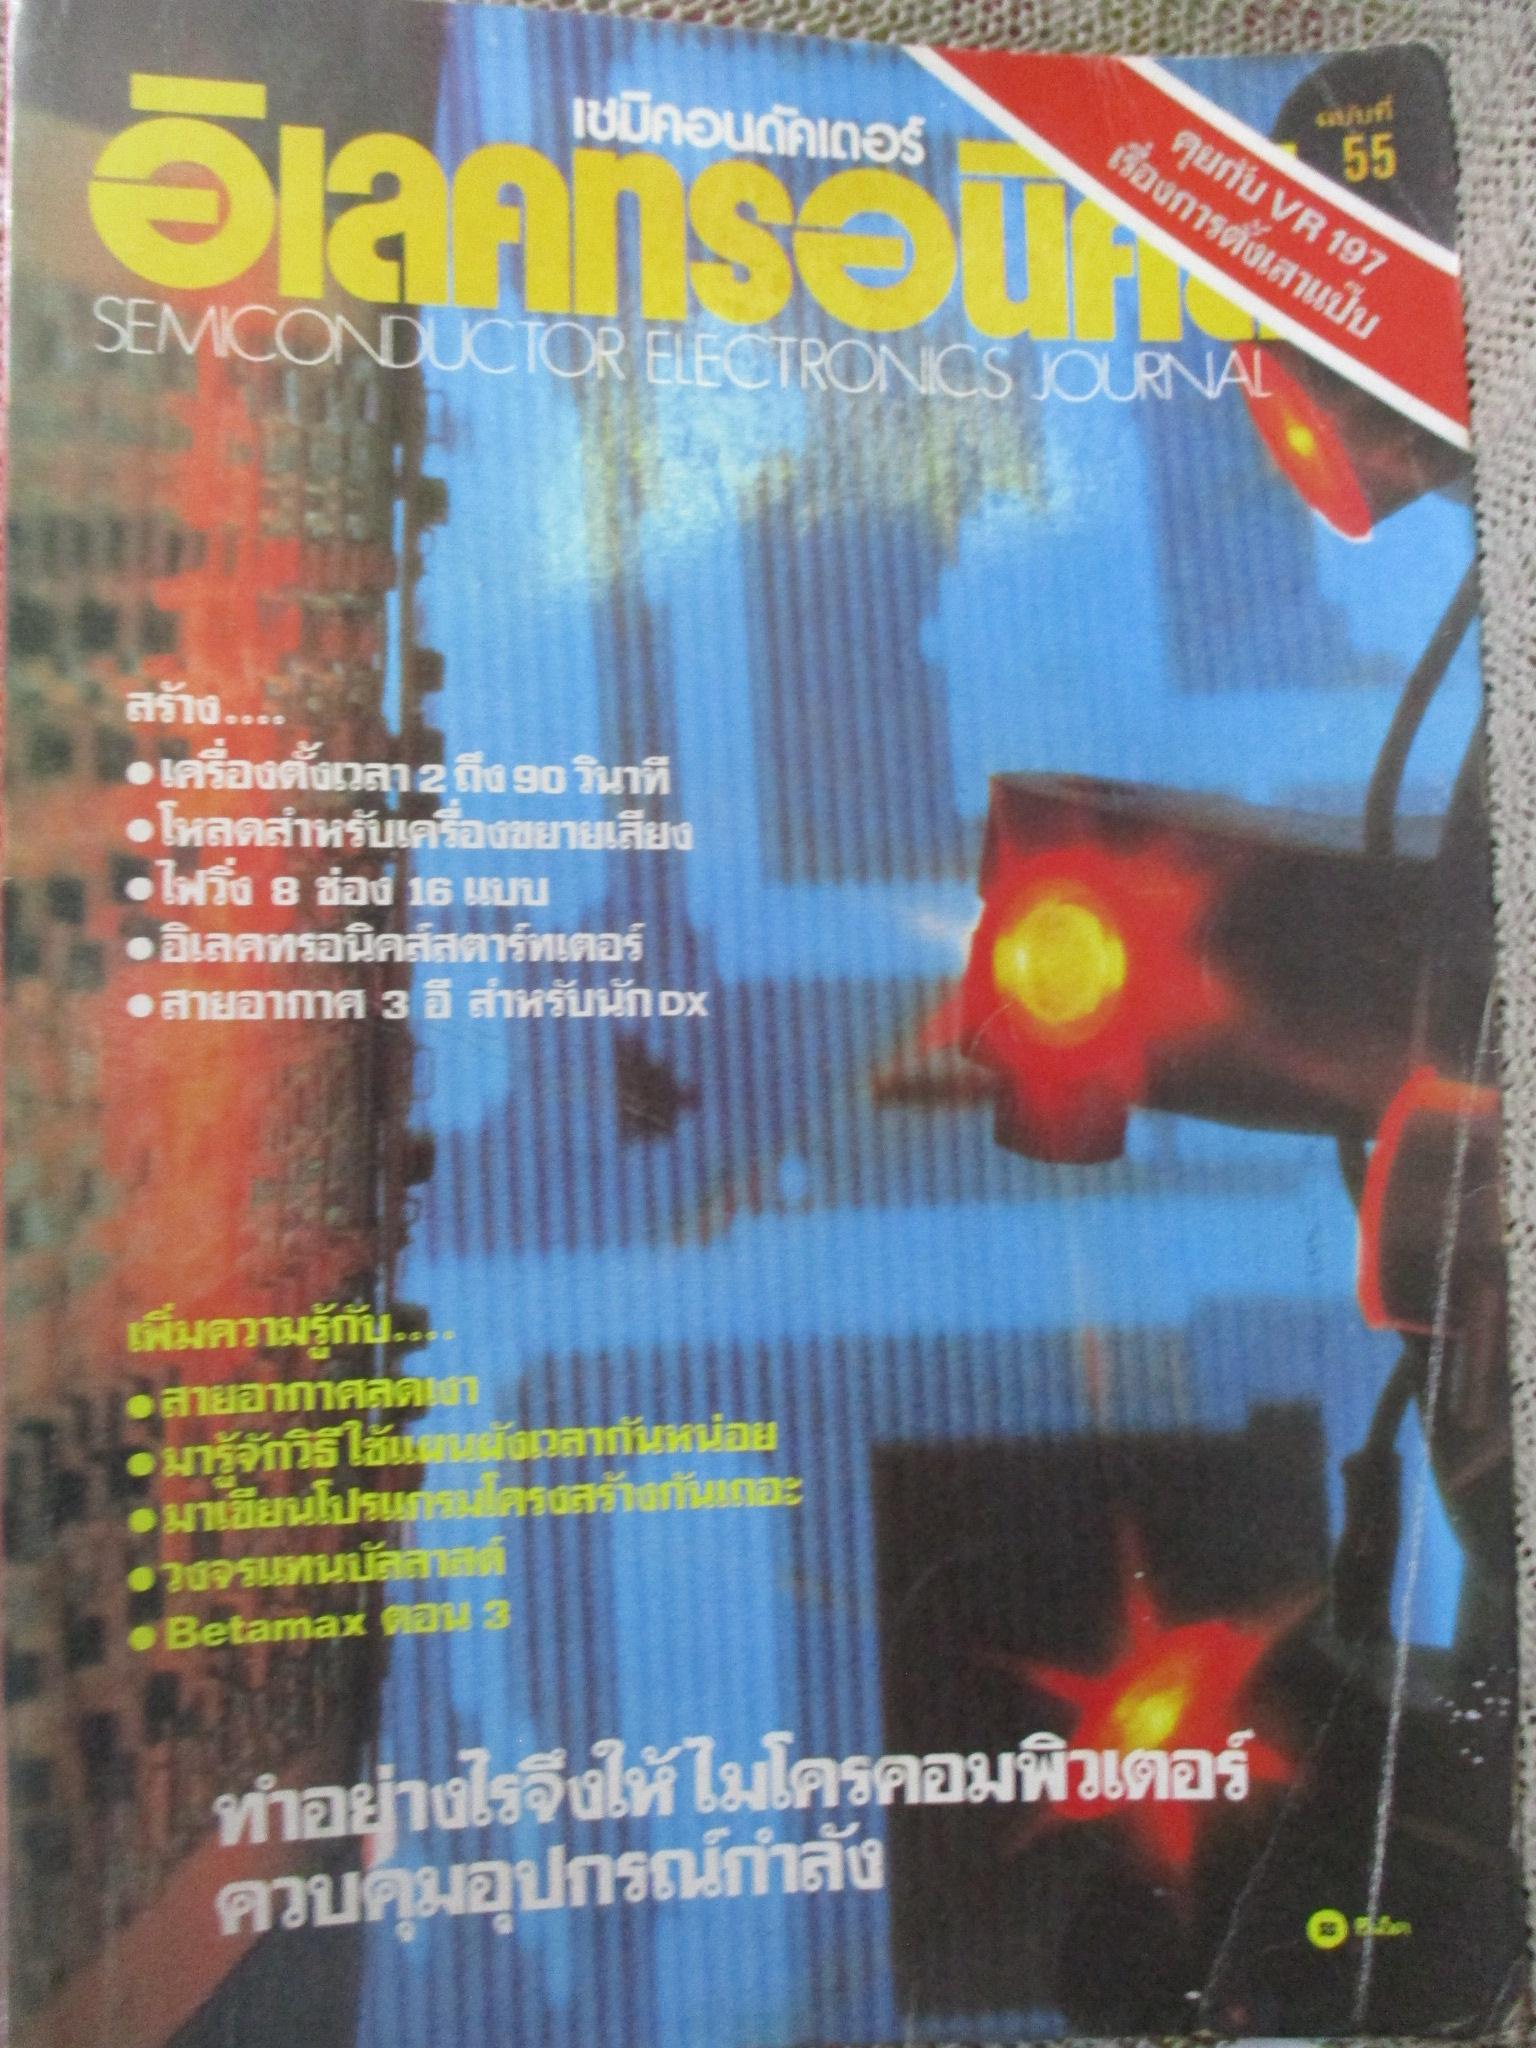 เซมิคอนดัคเตอร์
อิเลคทรอนิคส์
SEMICONDUCTOR ELECTRONICS JOURNAL
ฉบับที่
55
คุยกับ VR 197
เรื่องการตั้งเสาแป๊บ
สร้าง....
● เครื่องตั้งเวลา 2 ถึง 90 วินาที
● โหลดสำหรับเครื่องขยายเสียง
● ไฟวิ่ง 8 ช่อง 16 แบบ
● อิเลคทรอนิคส์สตาร์ทเตอร์
● สายอากาศ 3 อี สำหรับนัก DX
เพิ่มความรู้กับ....
● สายอากาศลดเงา
● มารู้จักวิธีใช้แผนผังเวลากันหน่อย
● มาเขียนโปรแกรมโครงสร้างกันเถอะ
● วงจรแทนบัลลาสต์
● Betamax ตอน 3
ทำอย่างไรจึงให้ไมโครคอมพิวเตอร์
ควบคุมอุปกรณ์กำลัง
ซีเอ็ด